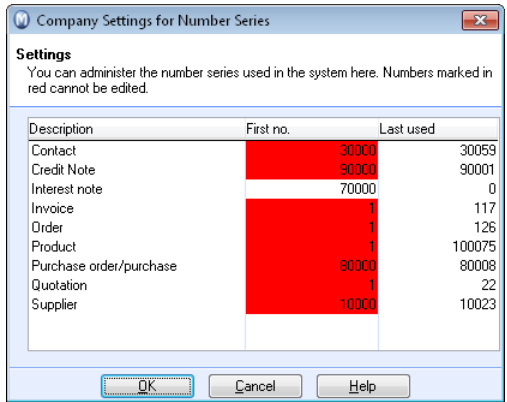 Company Settings for Number Series
Settings
You can administer the number series used in the system here. Numbers marked in
red cannot be edited.
Description First no. Last used
Contact 30000 30059
Credit Note 90000 90001
Interest note 70000 0
Invoice 1 117
Order 1 126
Product 1 100075
Purchase order/purchase 80000 80008
Quotation 1 22
Supplier 10000 10023
OK Cancel Help